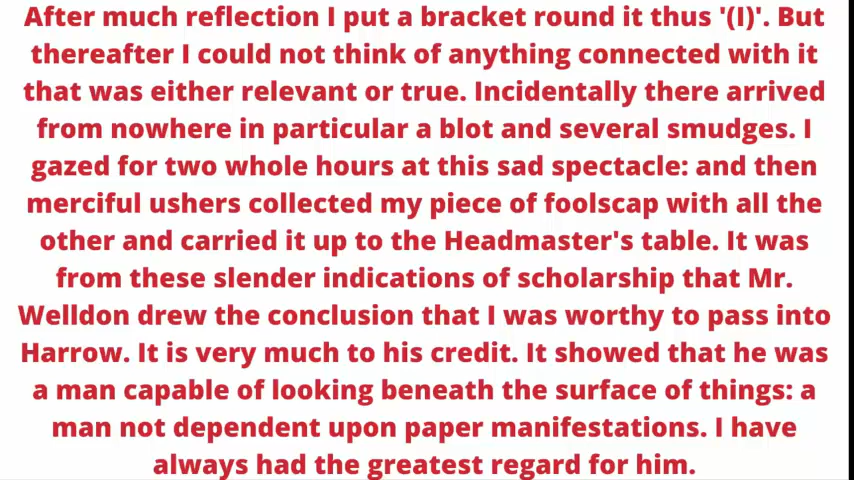 After much reflection I put a bracket round it thus '(I)'. But
thereafter I could not think of anything connected with it
that was either relevant or true. Incidentally there arrived
from nowhere in particular a blot and several smudges. I
gazed for two whole hours at this sad spectacle: and then
merciful ushers collected my piece of foolscap with all the
other and carried it up to the Headmaster's table. It was
from these slender indications of scholarship that Mr.
Welldon drew the conclusion that I was worthy to pass into
Harrow. It is very much to his credit. It showed that he was
a man capable of looking beneath the surface of things: a
man not dependent upon paper manifestations. I have
always had the greatest regard for him.